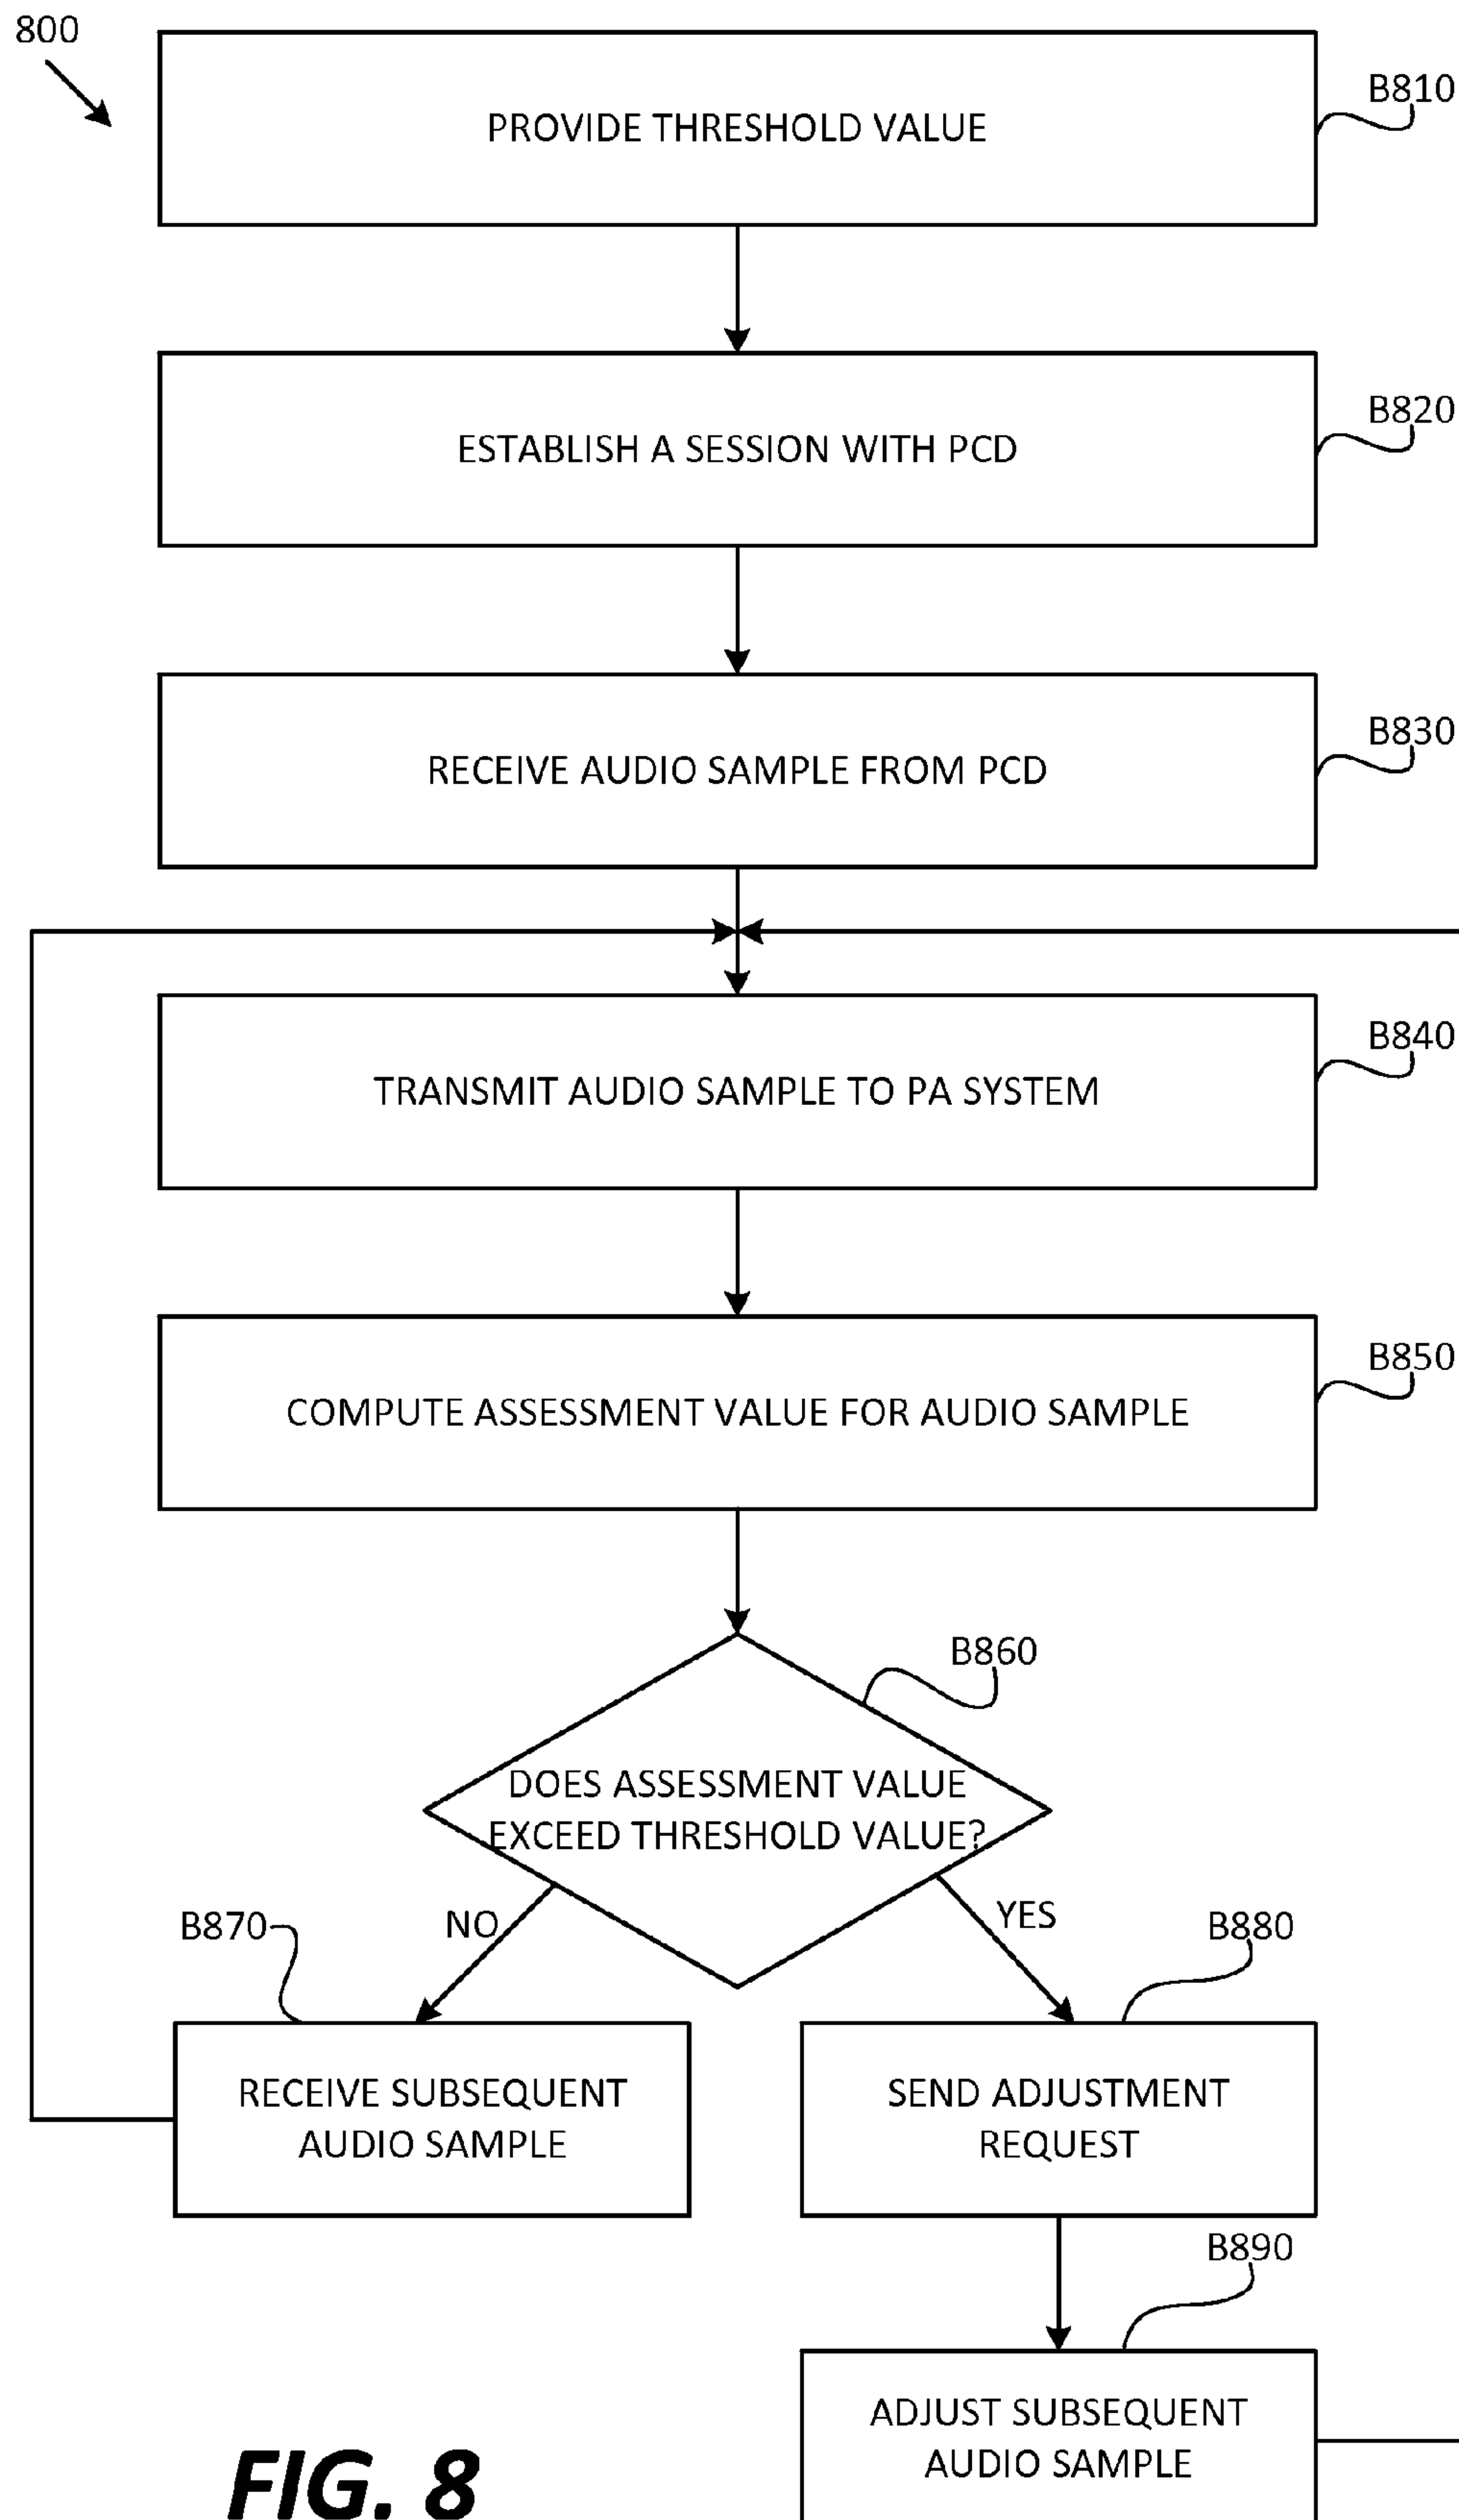 800
PROVIDE THRESHOLD VALUE
B810
ESTABLISH A SESSION WITH PCD
B820
RECEIVE AUDIO SAMPLE FROM PCD
B830
TRANSMIT AUDIO SAMPLE TO PA SYSTEM
B840
COMPUTE ASSESSMENT VALUE FOR AUDIO SAMPLE
B850
B860
DOES ASSESSMENT VALUE
EXCEED THRESHOLD VALUE?
NO
YES
B870
B880
RECEIVE SUBSEQUENT
AUDIO SAMPLE
SEND ADJUSTMENT
REQUEST
B890
ADJUST SUBSEQUENT
AUDIO SAMPLE
FIG. 8